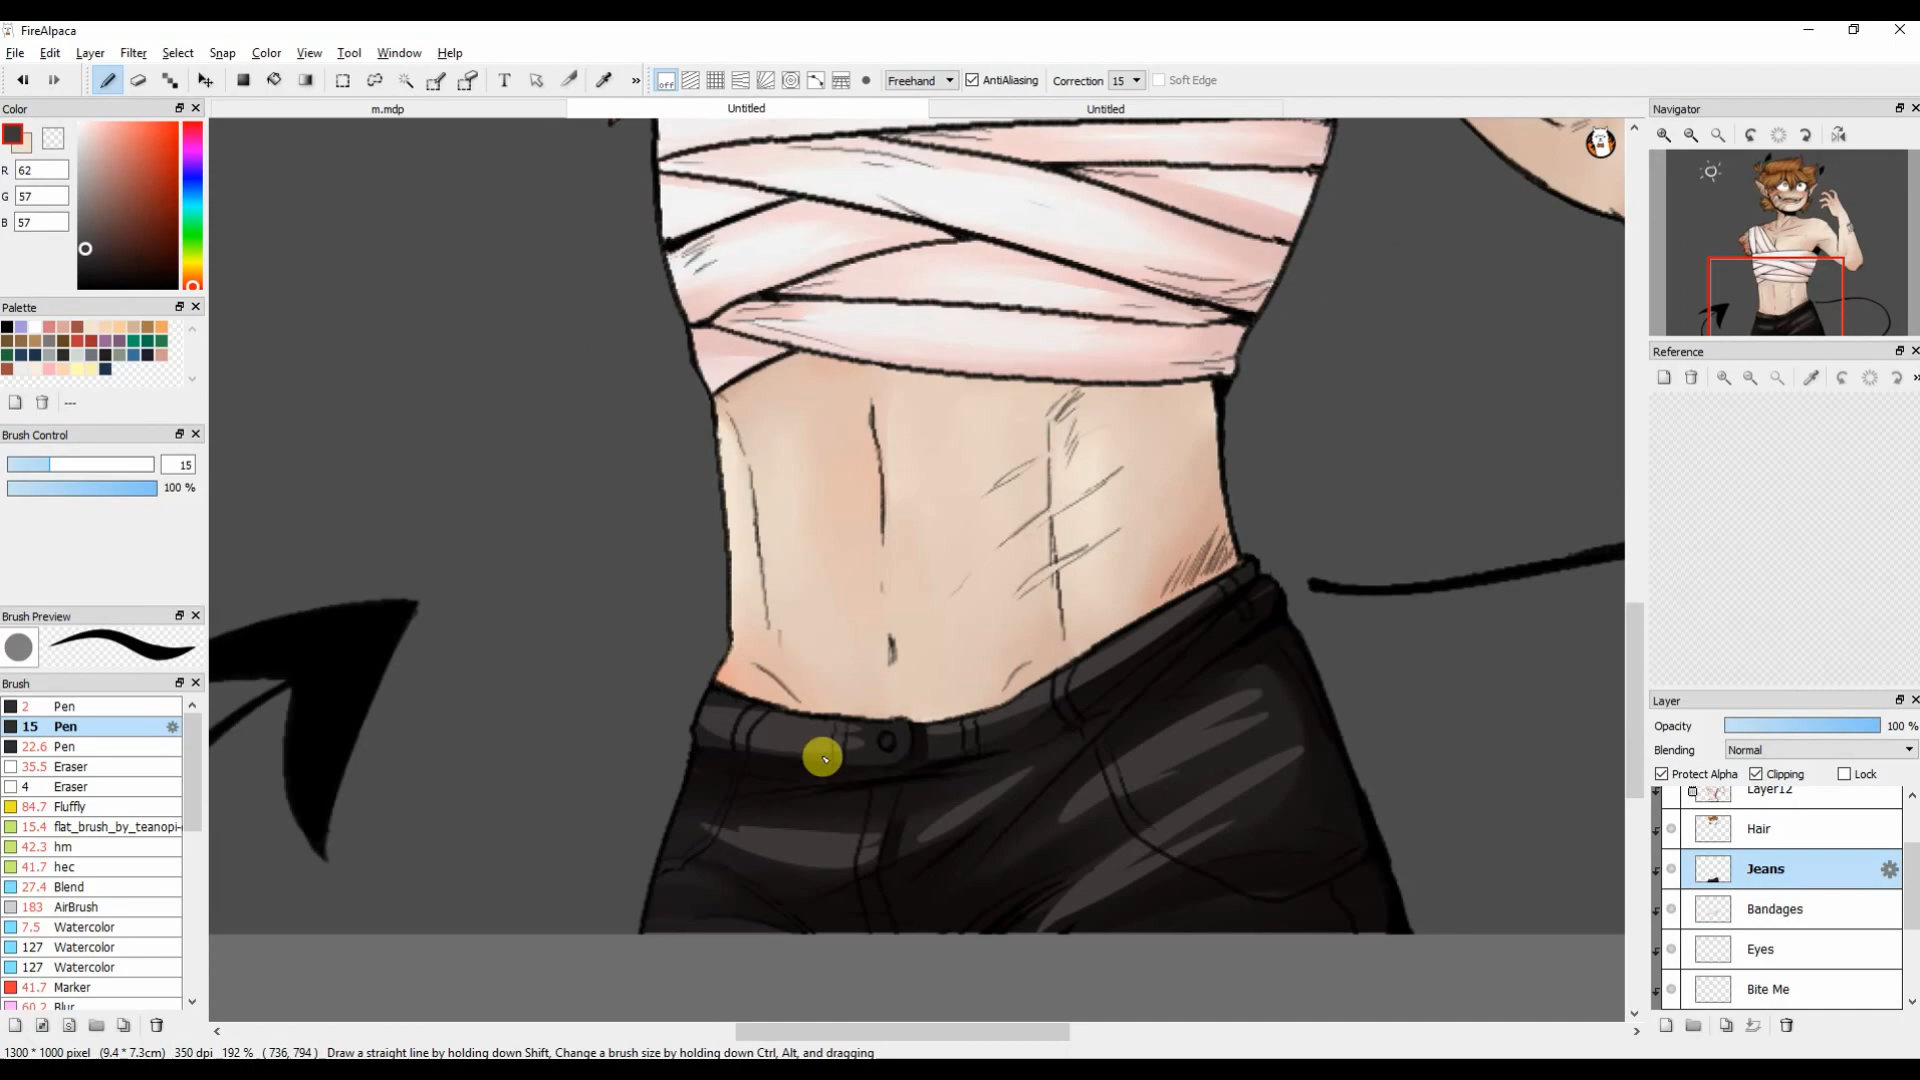 FireAlpaca
File Edit Layer Filter Select Snap Color View Tool Window Help
T off Freehand AntiAliasing Correction 15 Soft Edge
Color
m.mdp
Untitled
Untitled
Navigator
R 62
G 57
B 57
Palette
Reference
---
Brush Control
15
100 %
Brush Preview
Brush
2 Pen
15 Pen
22.6 Pen
35.5 Eraser
4 Eraser
84.7 Fluffly
15.4 flat_brush_by_teanopi-
42.3 hm
41.7 hec
27.4 Blend
183 AirBrush
7.5 Watercolor
127 Watercolor
127 Watercolor
41.7 Marker
60.2 Blur
Layer
Opacity 100 %
Blending Normal
Protect Alpha Clipping Lock
Layer12
Hair
Jeans
Bandages
Eyes
Bite Me
1300 * 1000 pixel (9.4 * 7.3cm) 350 dpi 192 % ( 736, 794 ) Draw a straight line by holding down Shift, Change a brush size by holding down Ctrl, Alt, and dragging